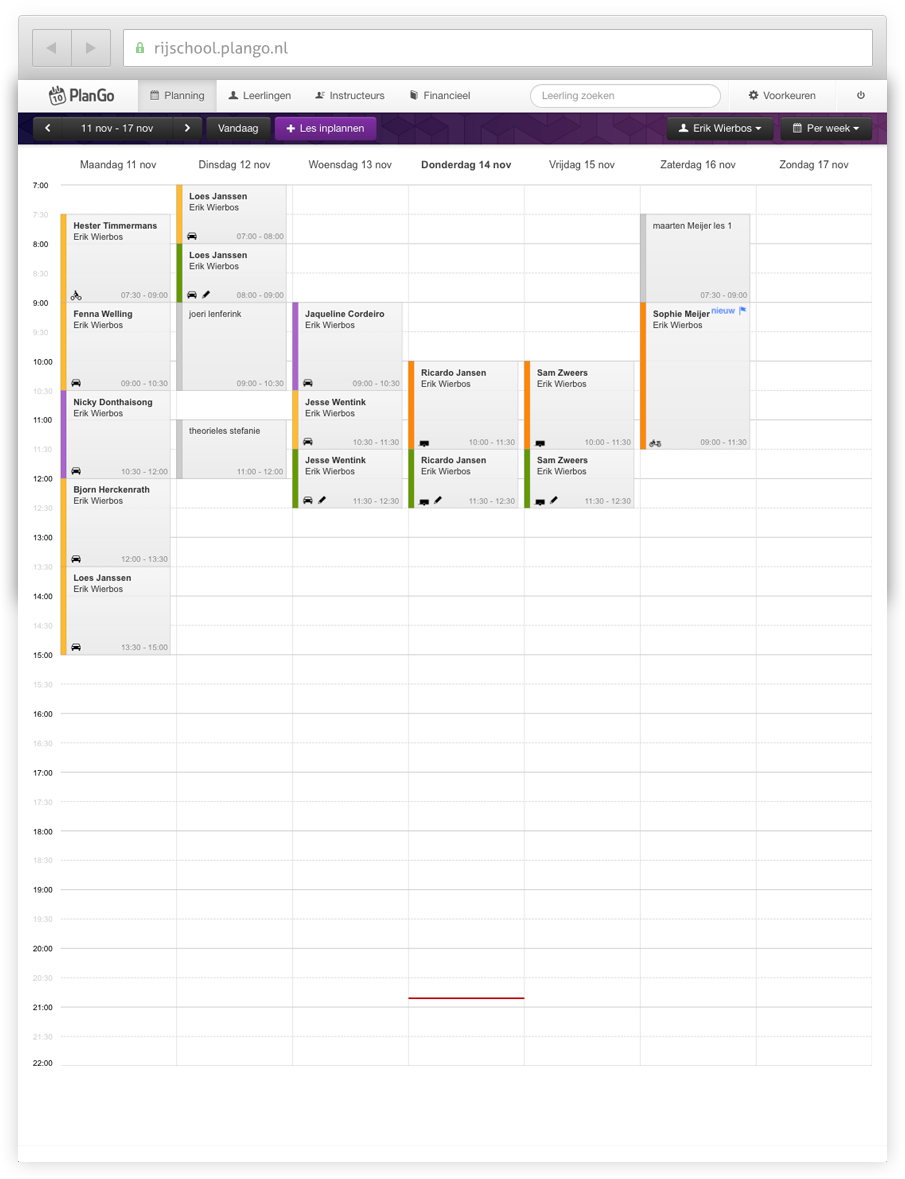 rijschool.plango.nl
10 PlanGo Planning Leerlingen Instructeurs Financieel Leerling zoeken Voorkeuren
11 nov - 17 nov Vandaag + Les inplannen Erik Wierbos Per week
Maandag 11 nov Dinsdag 12 nov Woensdag 13 nov Donderdag 14 nov Vrijdag 15 nov Zaterdag 16 nov Zondag 17 nov
7:00
7:30
8:00
8:30
9:00
9:30
10:00
10:30
11:00
11:30
12:00
12:30
13:00
13:30
14:00
14:30
15:00
15:30
16:00
16:30
17:00
17:30
18:00
18:30
19:00
19:30
20:00
20:30
21:00
21:30
22:00
Hester Timmermans
Erik Wierbos
07:30 - 09:00
Fenna Welling
Erik Wierbos
09:00 - 10:30
Nicky Donthaisong
Erik Wierbos
10:30 - 12:00
Bjorn Herckenrath
Erik Wierbos
12:00 - 13:30
Loes Janssen
Erik Wierbos
13:30 - 15:00
Loes Janssen
Erik Wierbos
07:00 - 08:00
Loes Janssen
Erik Wierbos
08:00 - 09:00
joeri lenferink
09:00 - 10:30
theorieles stefanie
11:00 - 12:00
Jaqueline Cordeiro
Erik Wierbos
09:00 - 10:30
Jesse Wentink
Erik Wierbos
10:30 - 11:30
Jesse Wentink
Erik Wierbos
11:30 - 12:30
Ricardo Jansen
Erik Wierbos
10:00 - 11:30
Ricardo Jansen
Erik Wierbos
11:30 - 12:30
Sam Zweers
Erik Wierbos
10:00 - 11:30
Sam Zweers
Erik Wierbos
11:30 - 12:30
maarten Meijer les 1
07:30 - 09:00
Sophie Meijer nieuw
Erik Wierbos
09:00 - 11:30